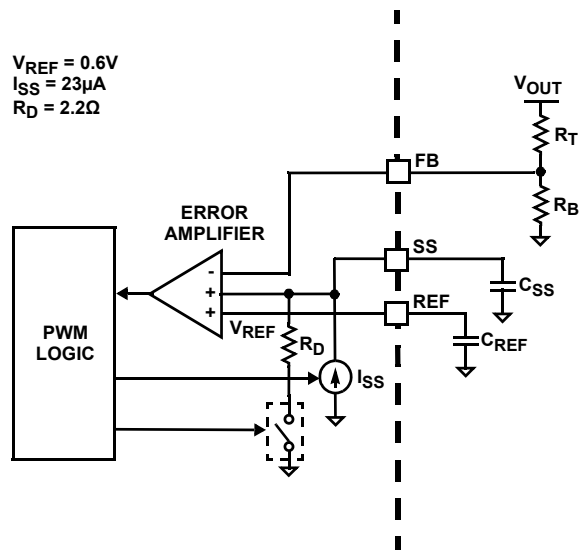 V_REF = 0.6V
I_SS = 23µA
R_D = 2.2Ω
V_OUT
R_T
FB
R_B
ERROR
AMPLIFIER
SS
-
+
+
C_SS
REF
V_REF
R_D
C_REF
PWM
LOGIC
I_SS